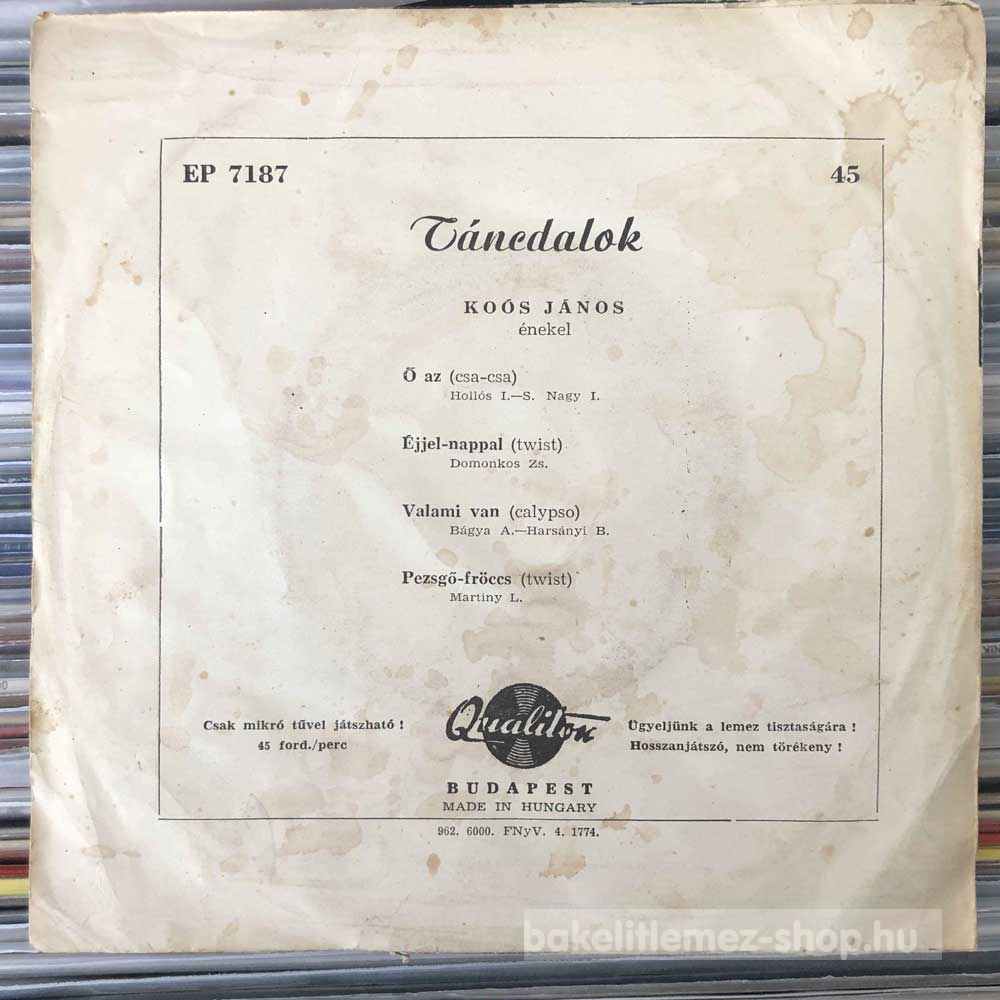 EP 7187
45
Táncdalok
KOÓS JÁNOS
énekel
Ő az (csa-csa)
Hollós I.—S. Nagy I.
Éjjel-nappal (twist)
Domonkos Zs.
Valami van (calypso)
Bágya A.—Harsányi B.
Pezsgő-fröccs (twist)
Martiny L.
Csak mikró tűvel játszható !
45 ford./perc
Qualiton
Ügyeljünk a lemez tisztaságára !
Hosszanjátszó, nem törékeny !
BUDAPEST
MADE IN HUNGARY
962. 6000. FNyV. 4. 1774.
bakelitlemez-shop.hu